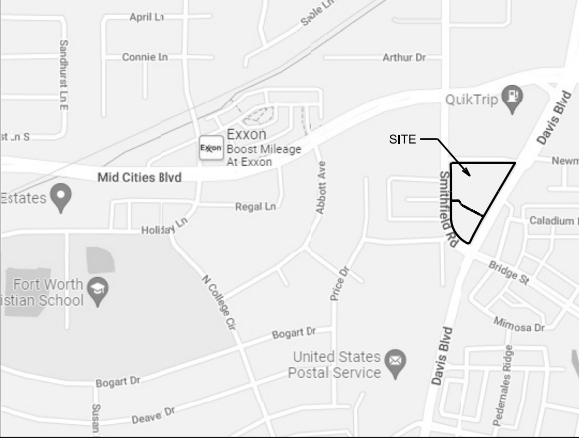 April Ln
Sable Ln
Sandhurst Ln E
Connie Ln
Arthur Dr
QuikTrip
Davis Blvd
st Ln S
Exxon
Exxon
Boost Mileage
At Exxon
SITE
Mid Cities Blvd
Abbott Ave
Smithfield Rd
Newm
Estates
Regal Ln
Holiday Ln
Caladium
Fort Worth
istian School
N College Cir
Price Dr
Bridge St
Bogart Dr
Mimosa Dr
United States
Postal Service
Davis Blvd
Pedernales Ridge
Bogart Dr
Susan
Deave Dr